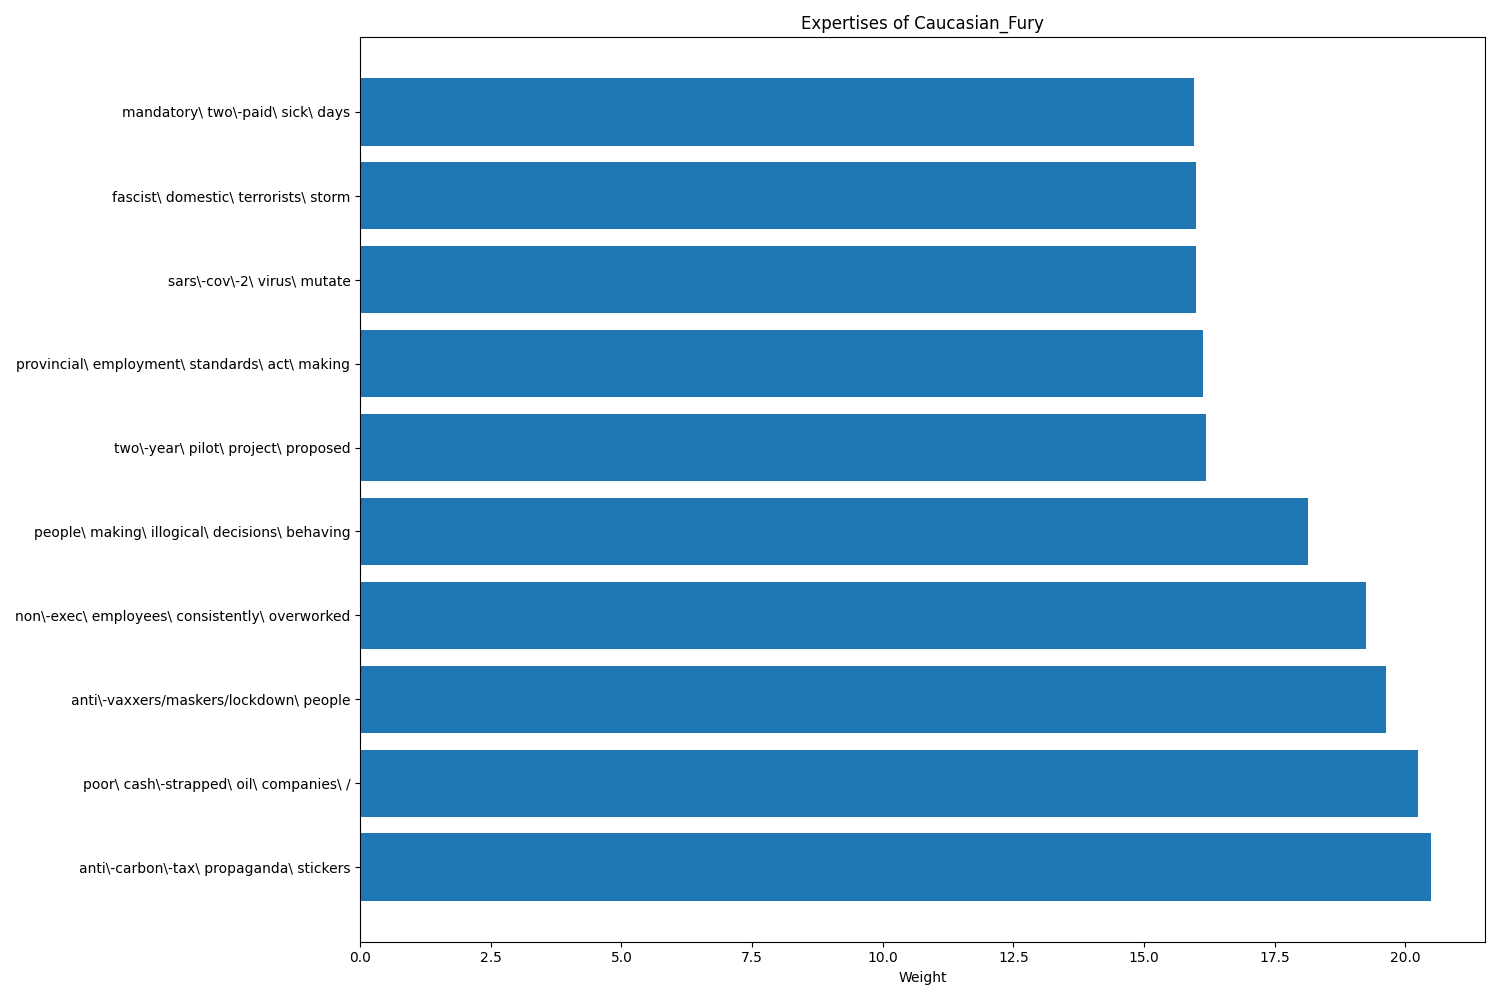 Expertises of Caucasian_Fury
mandatory\ two\-paid\ sick\ days
fascist\ domestic\ terrorists\ storm
sars\-cov\-2\ virus\ mutate
provincial\ employment\ standards\ act\ making
two\-year\ pilot\ project\ proposed
people\ making\ illogical\ decisions\ behaving
non\-exec\ employees\ consistently\ overworked
anti\-vaxxers/maskers/lockdown\ people
poor\ cash\-strapped\ oil\ companies\ /
anti\-carbon\-tax\ propaganda\ stickers
0.0 2.5 5.0 7.5 10.0 12.5 15.0 17.5 20.0
Weight